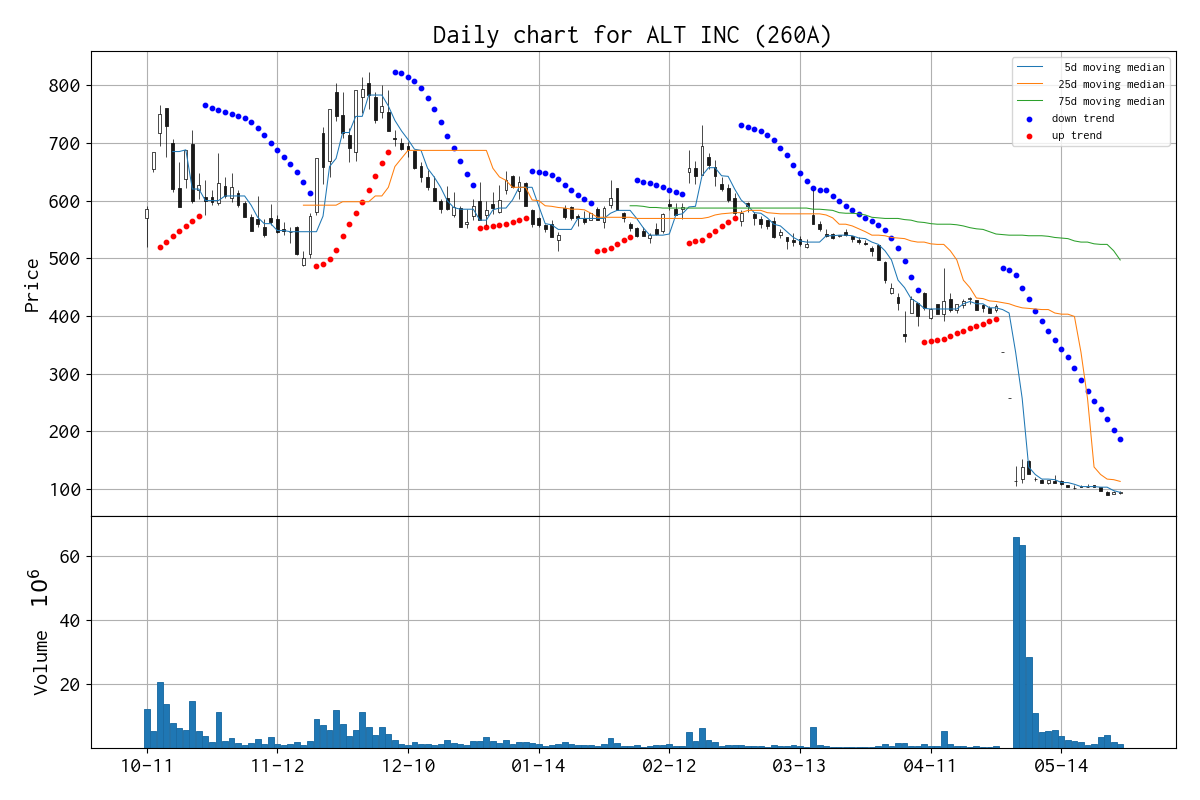 Daily chart for ALT INC (260A)
5d moving median
25d moving median
75d moving median
down trend
up trend
Price
800
700
600
500
400
300
200
100
Volume 10^6
60
40
20
10-11 11-12 12-10 01-14 02-12 03-13 04-11 05-14